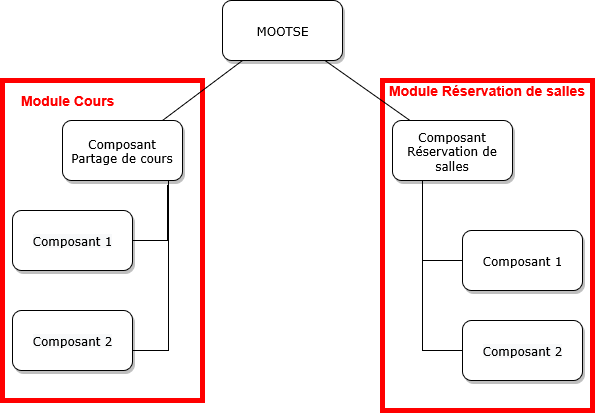 MOOTSE
Module Cours
Composant
Partage de cours
Composant 1
Composant 2
Module Réservation de salles
Composant
Réservation de
salles
Composant 1
Composant 2